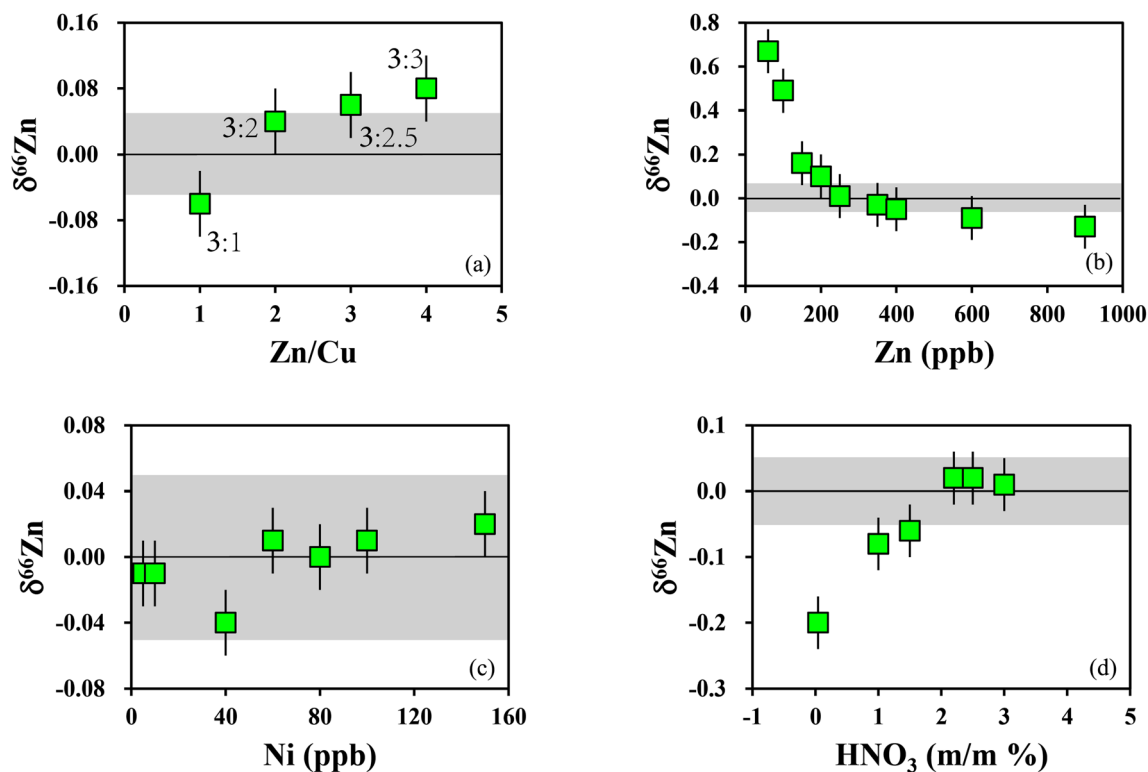 0.16
0.08
0.00
-0.08
-0.16
δ⁶⁶Zn
3:1
3:2
3:2.5
3:3
(a)
0 1 2 3 4 5
Zn/Cu
0.8
0.6
0.4
0.2
0.0
-0.2
-0.4
δ⁶⁶Zn
(b)
0 200 400 600 800 1000
Zn (ppb)
0.08
0.04
0.00
-0.04
-0.08
δ⁶⁶Zn
(c)
0 40 80 120 160
Ni (ppb)
0.1
0.0
-0.1
-0.2
-0.3
δ⁶⁶Zn
(d)
-1 0 1 2 3 4 5
HNO₃ (m/m %)